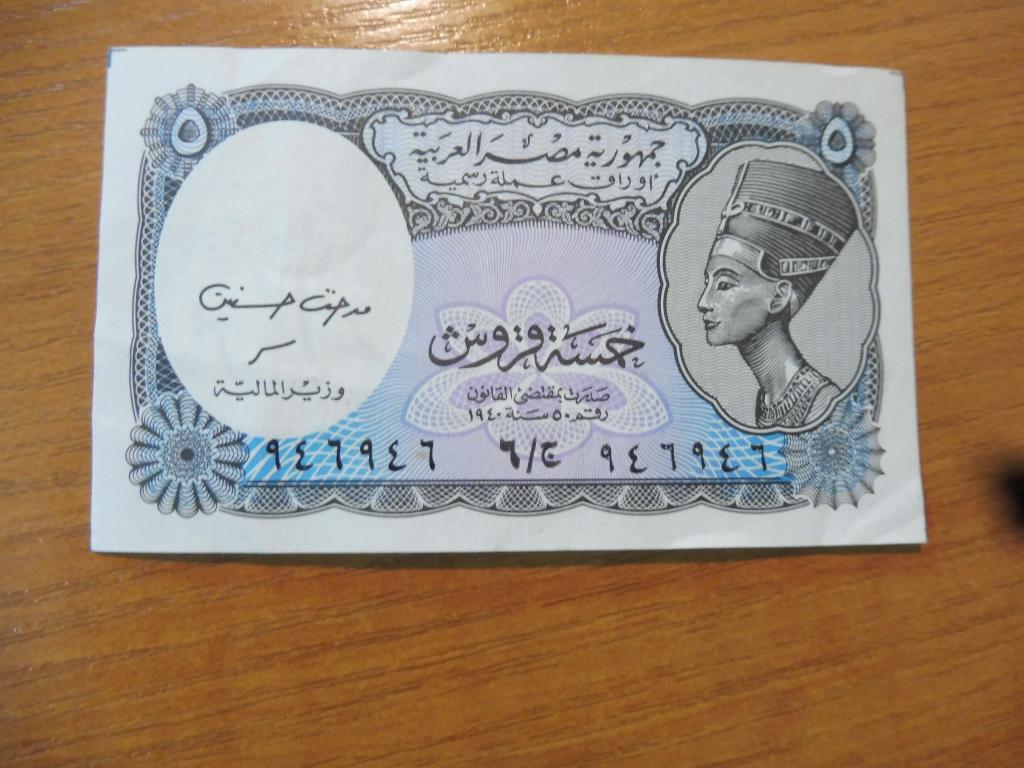 ٥ ٥
جمهورية مصر العربية
اوراق عملة رسمية
مدحت حسنين
خمسة قروش
وزير المالية
صدرت بمقتضى القانون
رقم ٥٠ سنة ١٩٤٠
٩٤٦٩٤٦ ٦/ج ٩٤٦٩٤٦